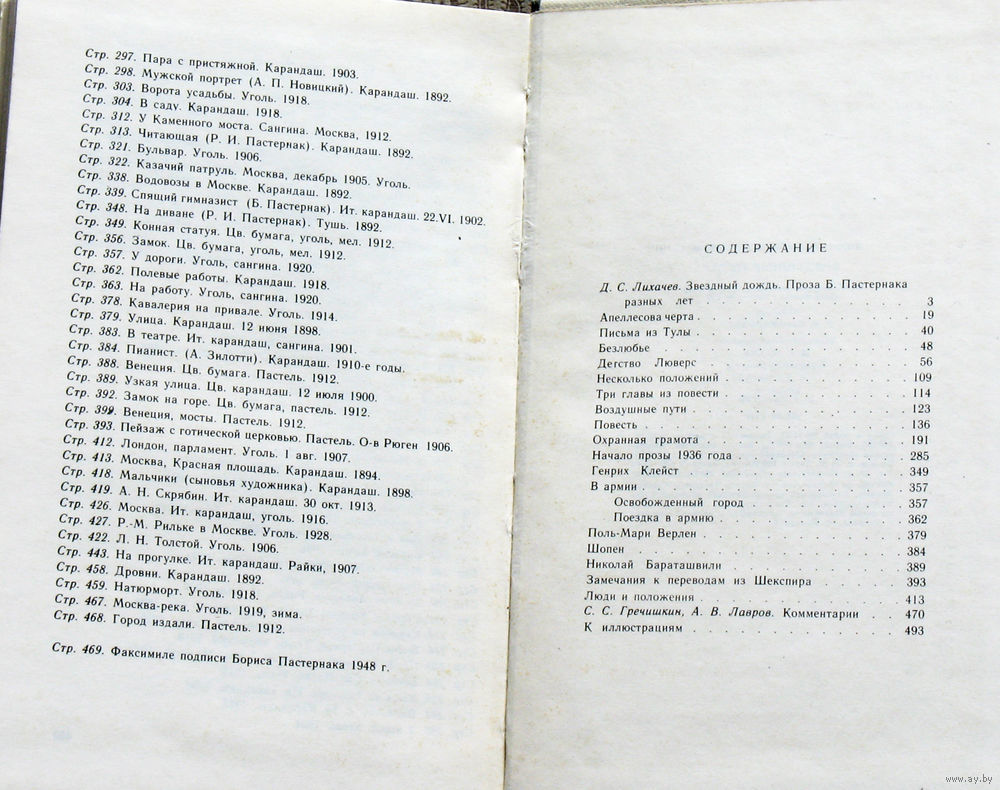 Стр. 297. Пара с пристяжной. Карандаш. 1903.
Стр. 298. Мужской портрет (А. П. Новицкий). Карандаш. 1892.
Стр. 303. Ворота усадьбы. Уголь. 1918.
Стр. 304. В саду. Карандаш. 1918.
Стр. 312. У Каменного моста. Сангина. Москва, 1912.
Стр. 313. Читающая (Р. И. Пастернак). Карандаш. 1892.
Стр. 321. Бульвар. Уголь. 1906.
Стр. 322. Казачий патруль. Москва, декабрь 1905. Уголь.
Стр. 338. Водовозы в Москве. Карандаш. 1892.
Стр. 339. Спящий гимназист (Б. Пастернак). Ит. карандаш. 22.VI. 1902.
Стр. 348. На диване (Р. И. Пастернак). Тушь. 1892.
Стр. 349. Конная статуя. Цв. бумага, уголь, мел. 1912.
Стр. 356. Замок. Цв. бумага, уголь, мел. 1912.
Стр. 357. У дороги. Уголь, сангина. 1920.
Стр. 362. Полевые работы. Карандаш. 1918.
Стр. 363. На работу. Уголь, сангина. 1920.
Стр. 378. Кавалерия на привале. Уголь. 1914.
Стр. 379. Улица. Карандаш. 12 июня 1898.
Стр. 383. В театре. Ит. карандаш, сангина. 1901.
Стр. 384. Пианист. (А. Зилотти). Карандаш. 1910-е годы.
Стр. 388. Венеция. Цв. бумага. Пастель. 1912.
Стр. 389. Узкая улица. Цв. карандаш. 12 июля 1900.
Стр. 392. Замок на горе. Цв. бумага, пастель. 1912.
Стр. 399. Венеция, мосты. Пастель. 1912.
Стр. 393. Пейзаж с готической церковью. Пастель. О-в Рюген 1906.
Стр. 412. Лондон, парламент. Уголь. 1 авг. 1907.
Стр. 413. Москва, Красная площадь. Карандаш. 1894.
Стр. 418. Мальчики (сыновья художника). Карандаш. 1898.
Стр. 419. А. Н. Скрябин. Ит. карандаш. 30 окт. 1913.
Стр. 426. Москва. Ит. карандаш, уголь. 1916.
Стр. 427. Р.-М. Рильке в Москве. Уголь. 1928.
Стр. 422. Л. Н. Толстой. Уголь. 1906.
Стр. 443. На прогулке. Ит. карандаш. Райки, 1907.
Стр. 458. Дровни. Карандаш. 1892.
Стр. 459. Натюрморт. Уголь. 1918.
Стр. 467. Москва-река. Уголь. 1919, зима.
Стр. 468. Город издали. Пастель. 1912.
Стр. 469. Факсимиле подписи Бориса Пастернака 1948 г.
СОДЕРЖАНИЕ
Д. С. Лихачев. Звездный дождь. Проза Б. Пастернака
разных лет . . . . . . . . . . . 3
Апеллесова черта . . . . . . . . . . . 19
Письма из Тулы . . . . . . . . . . . 40
Безлюбье . . . . . . . . . . . 48
Детство Люверс . . . . . . . . . . . 56
Несколько положений . . . . . . . . . . . 109
Три главы из повести . . . . . . . . . . . 114
Воздушные пути . . . . . . . . . . . 123
Повесть . . . . . . . . . . . 136
Охранная грамота . . . . . . . . . . . 191
Начало прозы 1936 года . . . . . . . . . . . 285
Генрих Клейст . . . . . . . . . . . 349
В армии . . . . . . . . . . . 357
Освобожденный город . . . . . . . . . 357
Поездка в армию . . . . . . . . . . 362
Поль-Мари Верлен . . . . . . . . . . . 379
Шопен . . . . . . . . . . . 384
Николай Бараташвили . . . . . . . . . . 389
Замечания к переводам из Шекспира . . . . . 393
Люди и положения . . . . . . . . . . . 413
С. С. Гречишкин, А. В. Лавров. Комментарии . . 470
К иллюстрациям . . . . . . . . . . . 493
www.ay.by